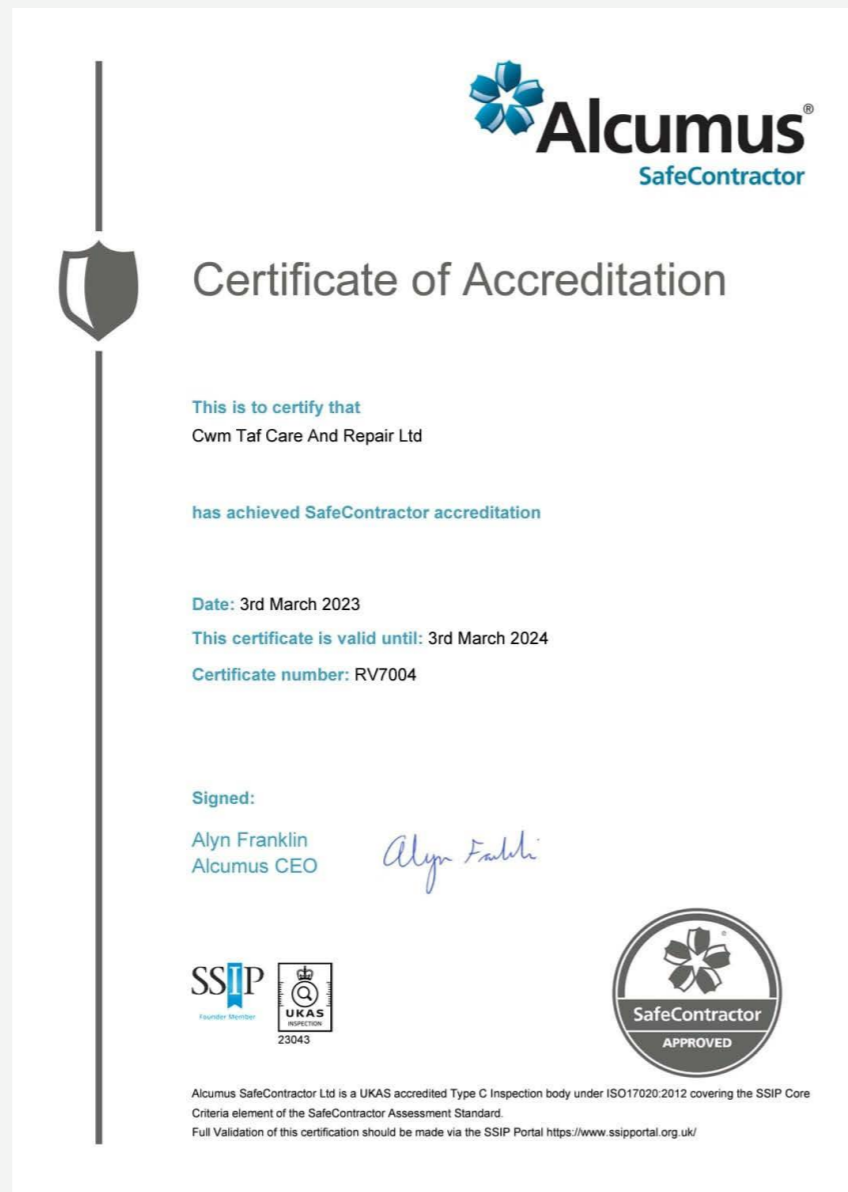 Alcumus®
SafeContractor
Certificate of Accreditation
This is to certify that
Cwm Taf Care And Repair Ltd
has achieved SafeContractor accreditation
Date: 3rd March 2023
This certificate is valid until: 3rd March 2024
Certificate number: RV7004
Signed:
Alyn Franklin
Alcumus CEO
Alyn Franklin
SSIP
Founder Member
UKAS
INSPECTION
23043
®
SafeContractor
APPROVED
Alcumus SafeContractor Ltd is a UKAS accredited Type C Inspection body under ISO17020:2012 covering the SSIP Core
Criteria element of the SafeContractor Assessment Standard.
Full Validation of this certification should be made via the SSIP Portal https://www.ssipportal.org.uk/